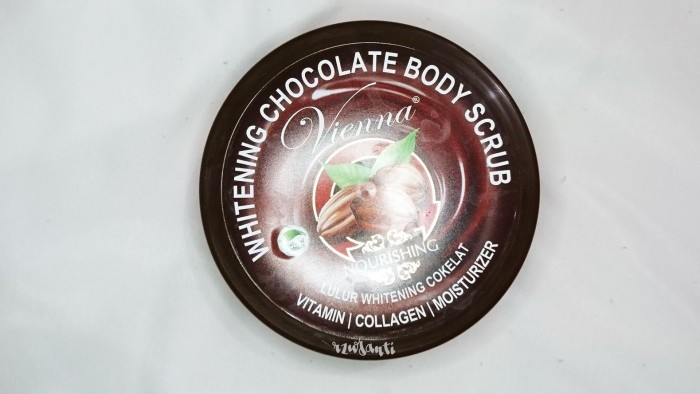 WHITENING CHOCOLATE BODY SCRUB
Vienna®
NOURISHING
LULUR WHITENING COKELAT
VITAMIN | COLLAGEN | MOISTURIZER